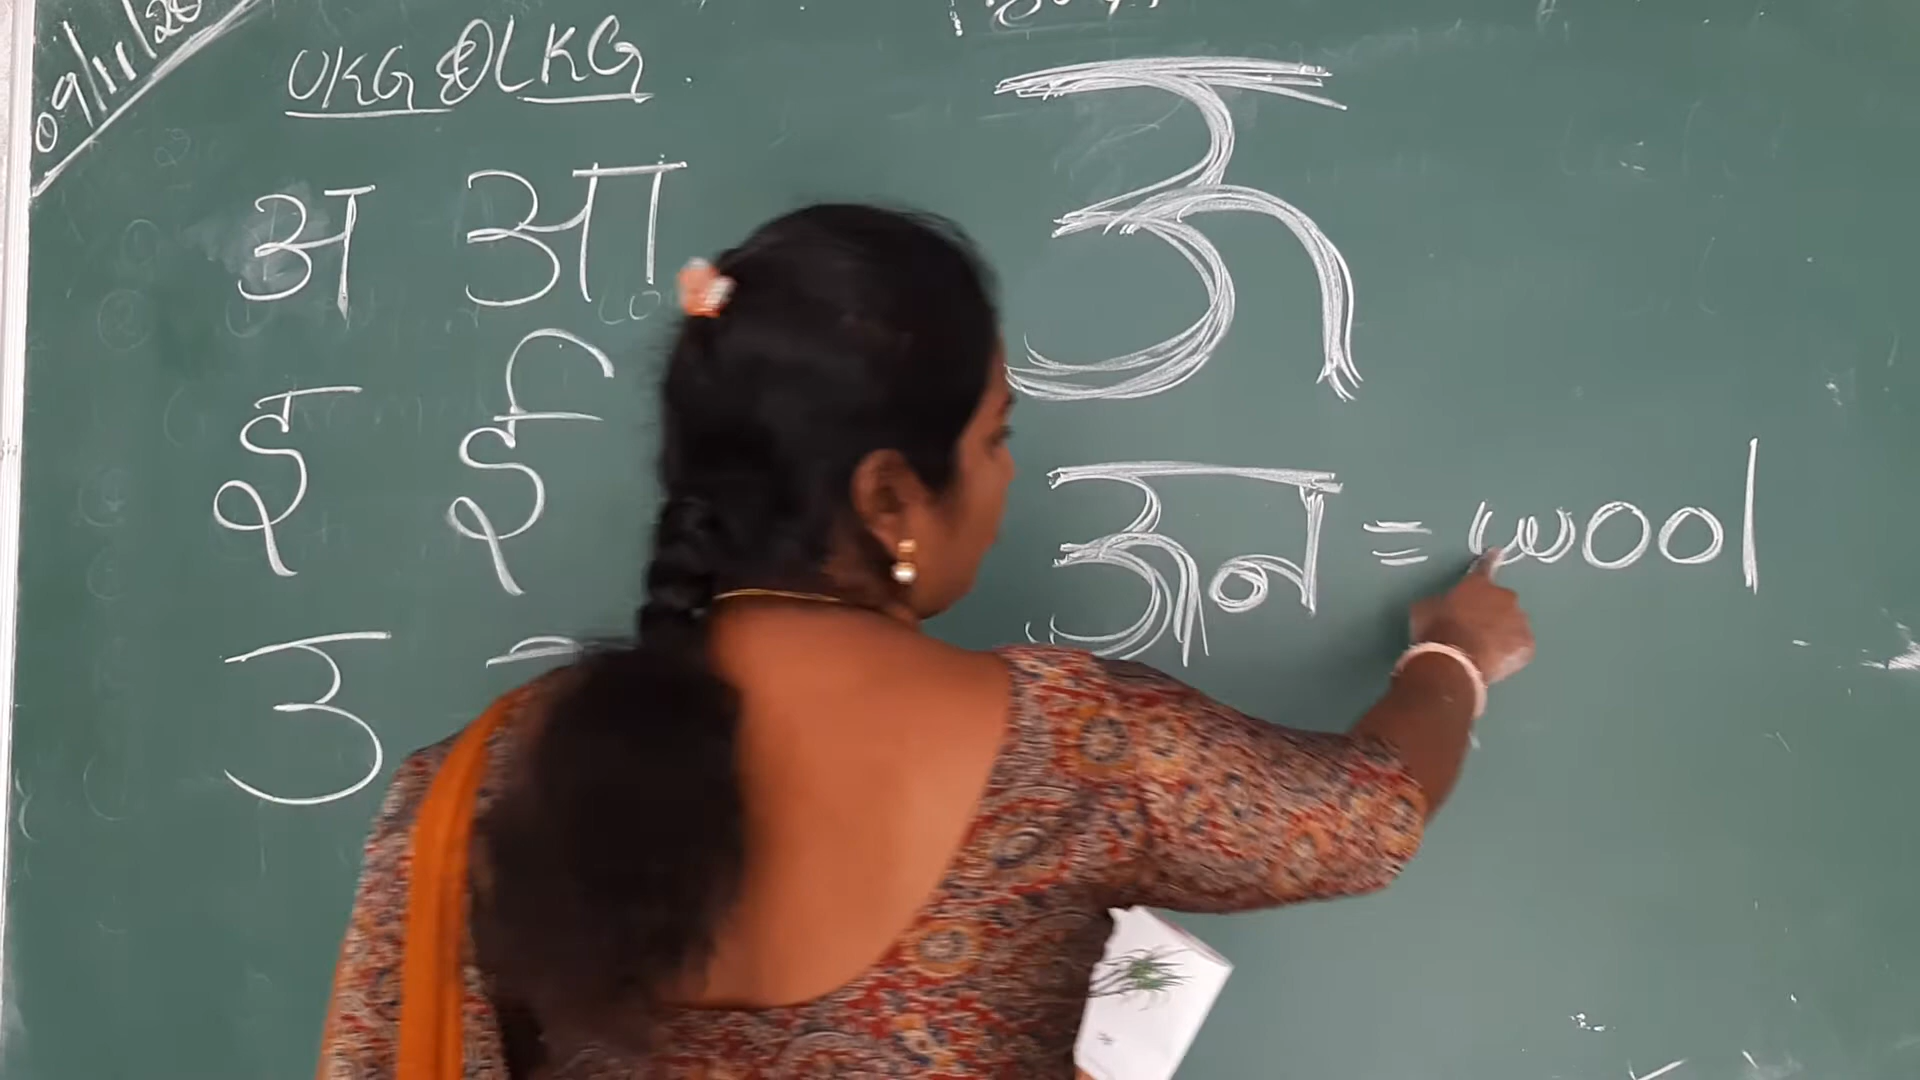 09/11/20
UKG & LKG
अ आ
इ ई
उ
ऊ
ऊन = wool